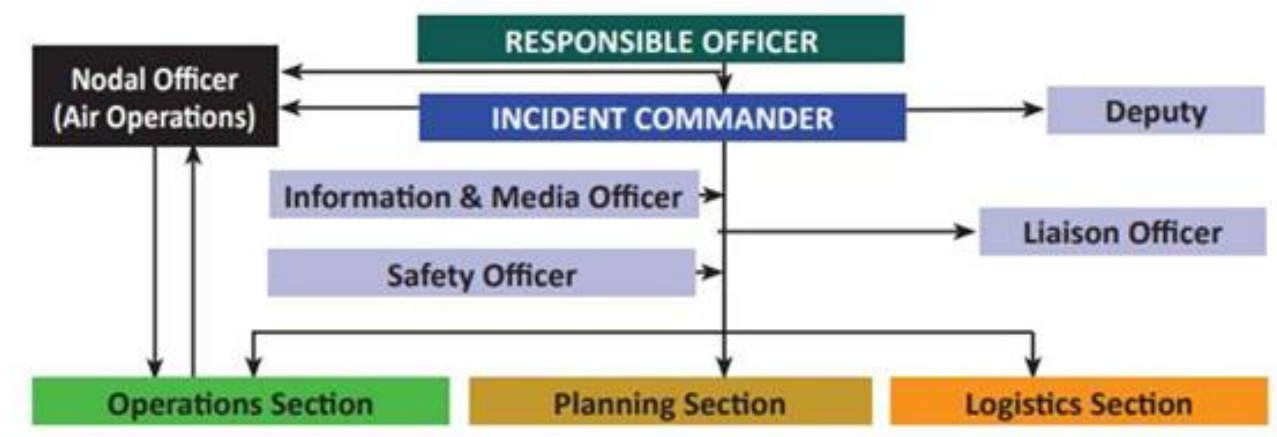 RESPONSIBLE OFFICER
Nodal Officer
(Air Operations)
INCIDENT COMMANDER
Deputy
Information & Media Officer
Liaison Officer
Safety Officer
Operations Section
Planning Section
Logistics Section